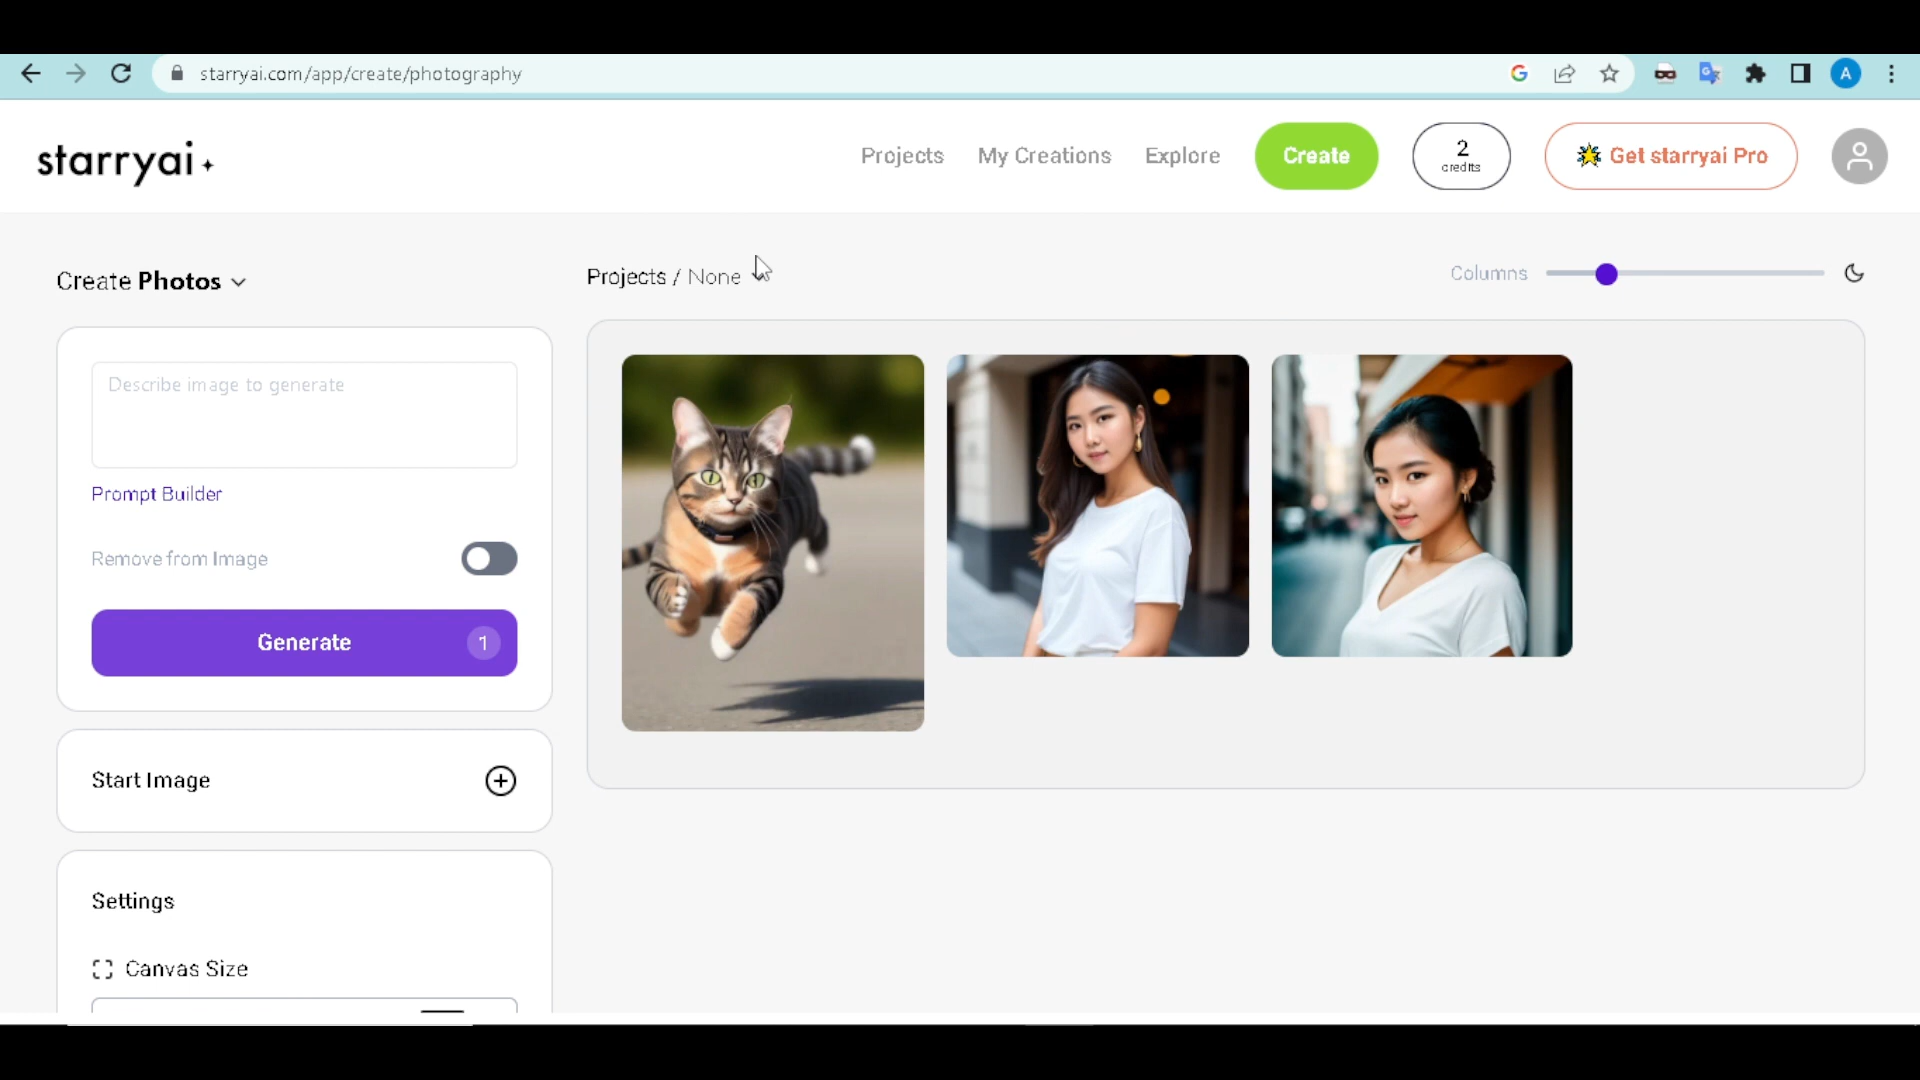 starryai.com/app/create/photography
A
starryai
Projects
My Creations
Explore
Create
2
credits
Get starryai Pro
Create Photos
Projects / None
Columns
Describe image to generate
Prompt Builder
Remove from Image
Generate
1
Start Image
Settings
Canvas Size